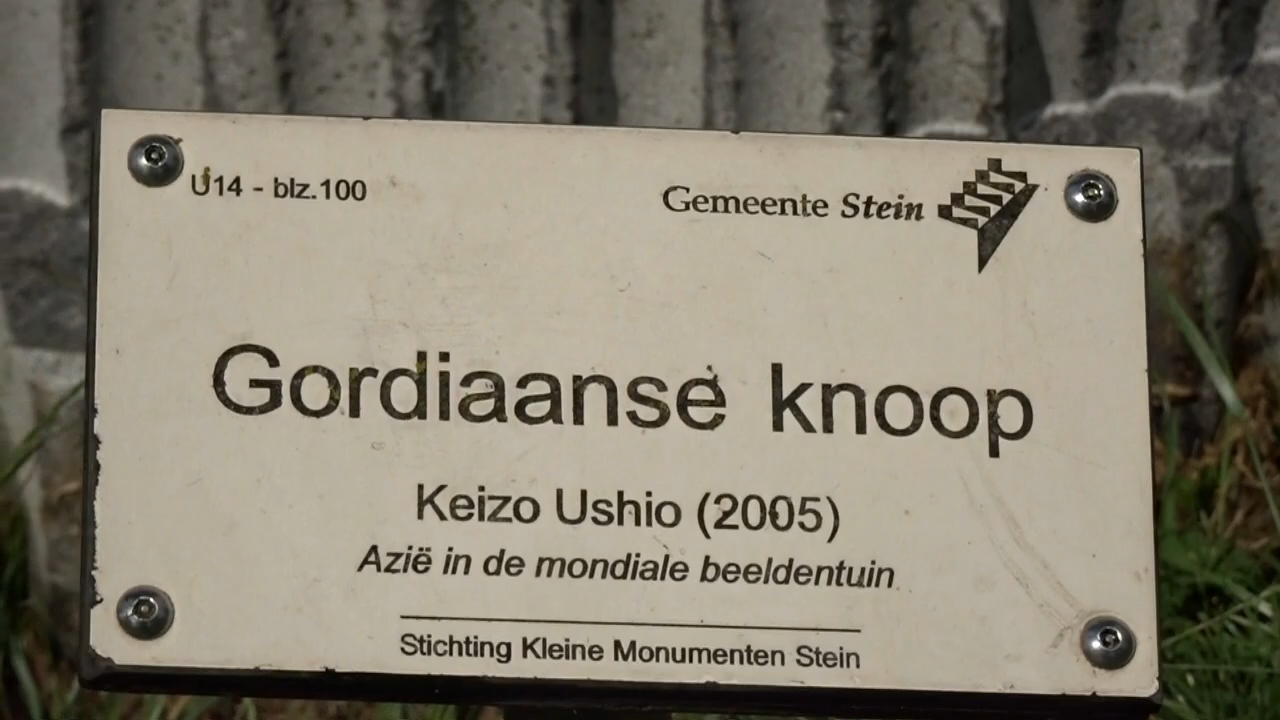 U14 - blz.100
Gemeente Stein
Gordiaanse knoop
Keizo Ushio (2005)
Azië in de mondiale beeldentuin
Stichting Kleine Monumenten Stein